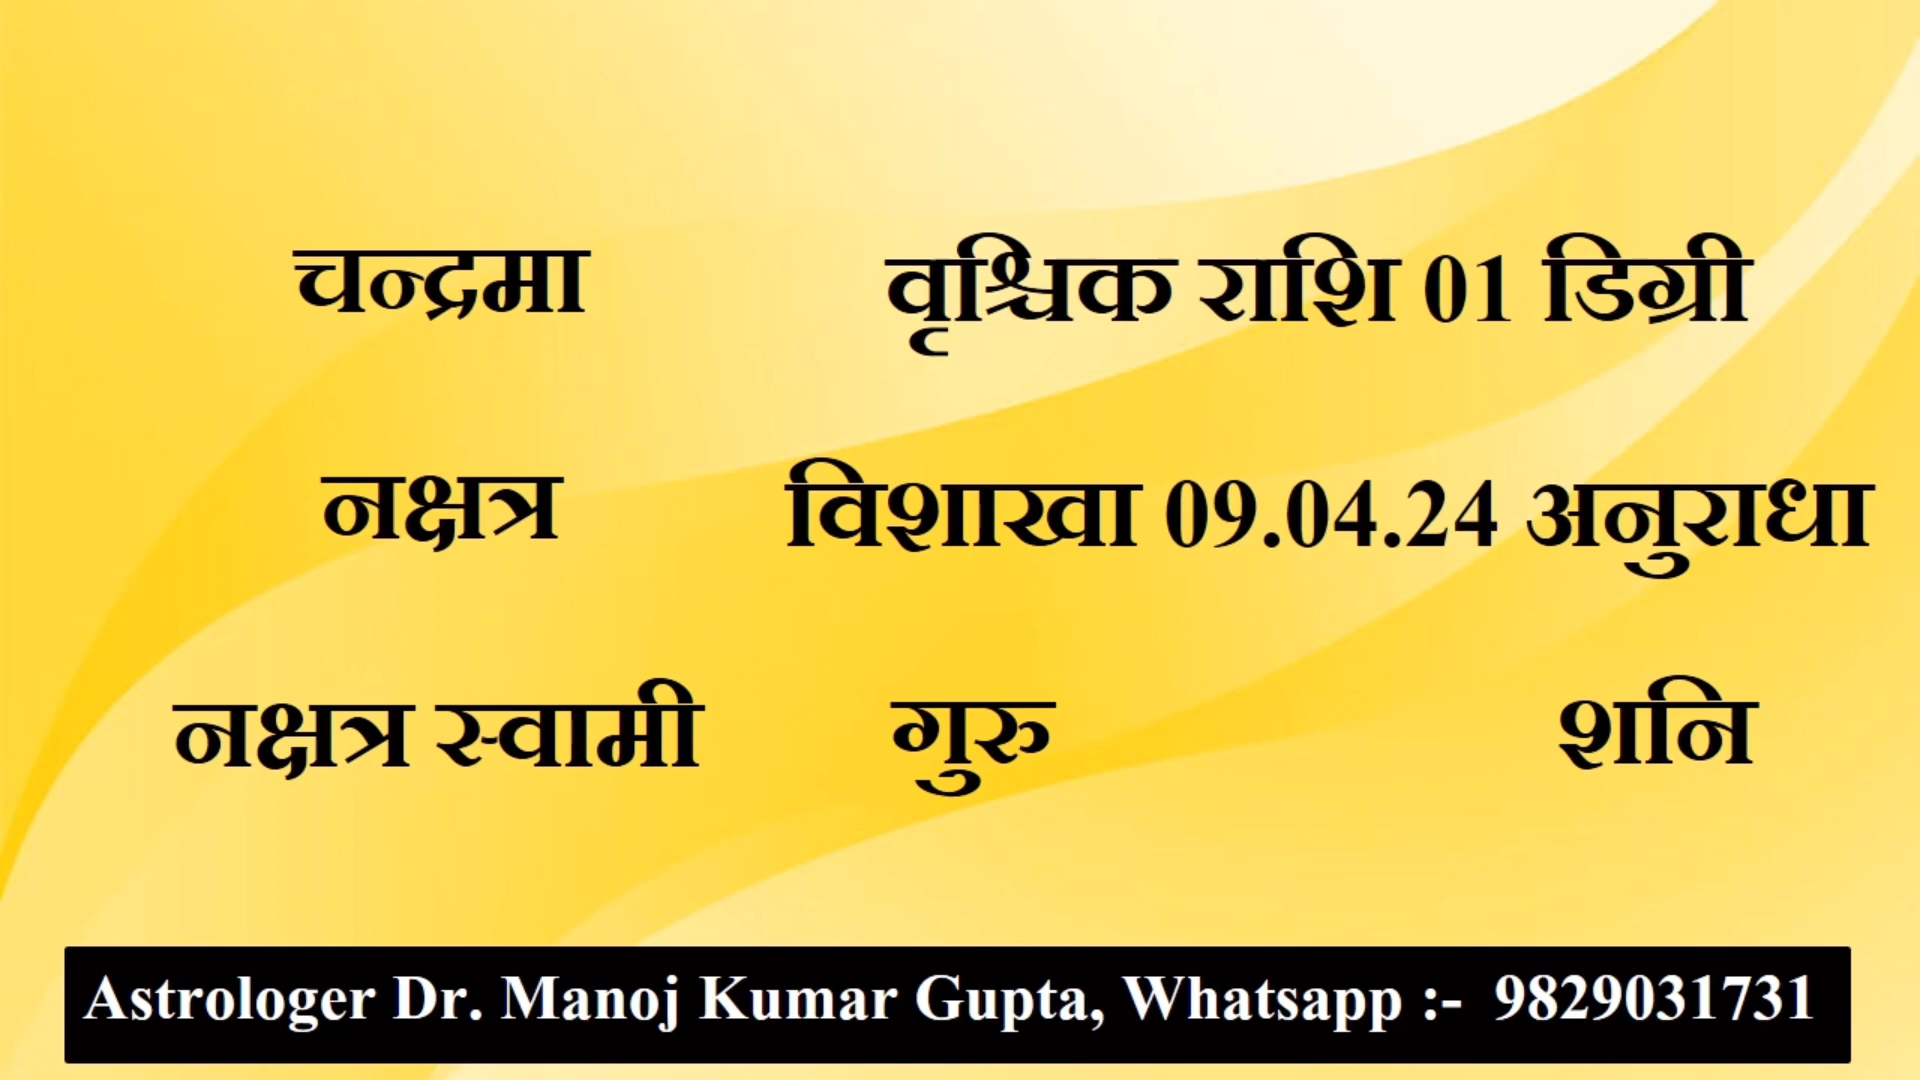 चन्द्रमा वृश्चिक राशि 01 डिग्री
नक्षत्र विशाखा 09.04.24 अनुराधा
नक्षत्र स्वामी गुरु शनि
Astrologer Dr. Manoj Kumar Gupta, Whatsapp :- 9829031731